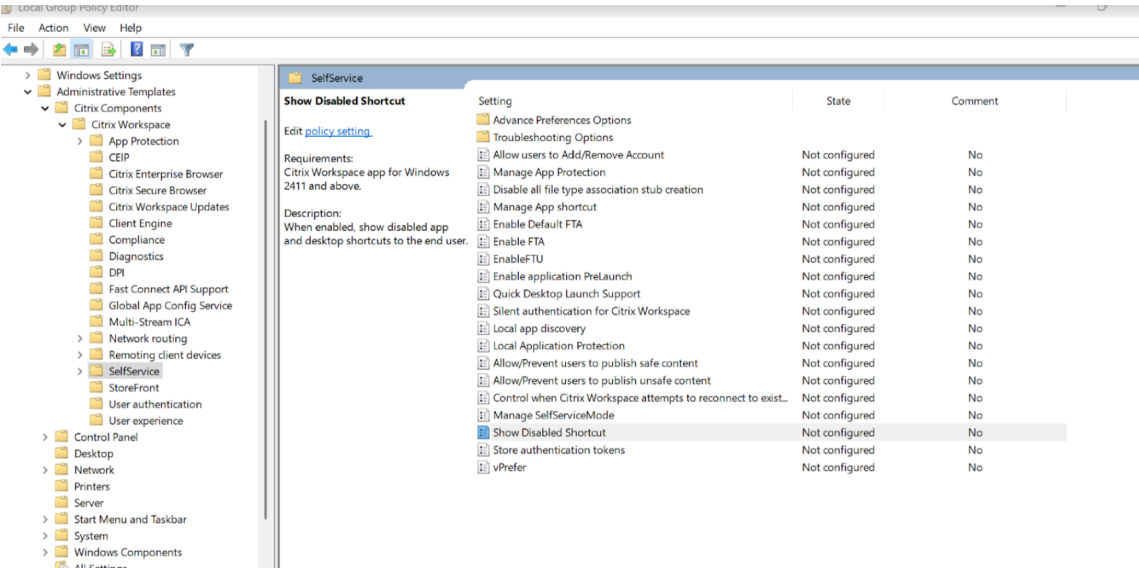 Local Group Policy Editor
File Action View Help
Windows Settings
Administrative Templates
Citrix Components
Citrix Workspace
App Protection
CEIP
Citrix Enterprise Browser
Citrix Secure Browser
Citrix Workspace Updates
Client Engine
Compliance
Diagnostics
DPI
Fast Connect API Support
Global App Config Service
Multi-Stream ICA
Network routing
Remoting client devices
SelfService
StoreFront
User authentication
User experience
Control Panel
Desktop
Network
Printers
Server
Start Menu and Taskbar
System
Windows Components
All Settings
SelfService
Show Disabled Shortcut
Edit policy setting
Requirements:
Citrix Workspace app for Windows
2411 and above.
Description:
When enabled, show disabled app
and desktop shortcuts to the end user.
Setting State Comment
Advance Preferences Options
Troubleshooting Options
Allow users to Add/Remove Account Not configured No
Manage App Protection Not configured No
Disable all file type association stub creation Not configured No
Manage App shortcut Not configured No
Enable Default FTA Not configured No
Enable FTA Not configured No
EnableFTU Not configured No
Enable application PreLaunch Not configured No
Quick Desktop Launch Support Not configured No
Silent authentication for Citrix Workspace Not configured No
Local app discovery Not configured No
Local Application Protection Not configured No
Allow/Prevent users to publish safe content Not configured No
Allow/Prevent users to publish unsafe content Not configured No
Control when Citrix Workspace attempts to reconnect to exist... Not configured No
Manage SelfServiceMode Not configured No
Show Disabled Shortcut Not configured No
Store authentication tokens Not configured No
vPrefer Not configured No